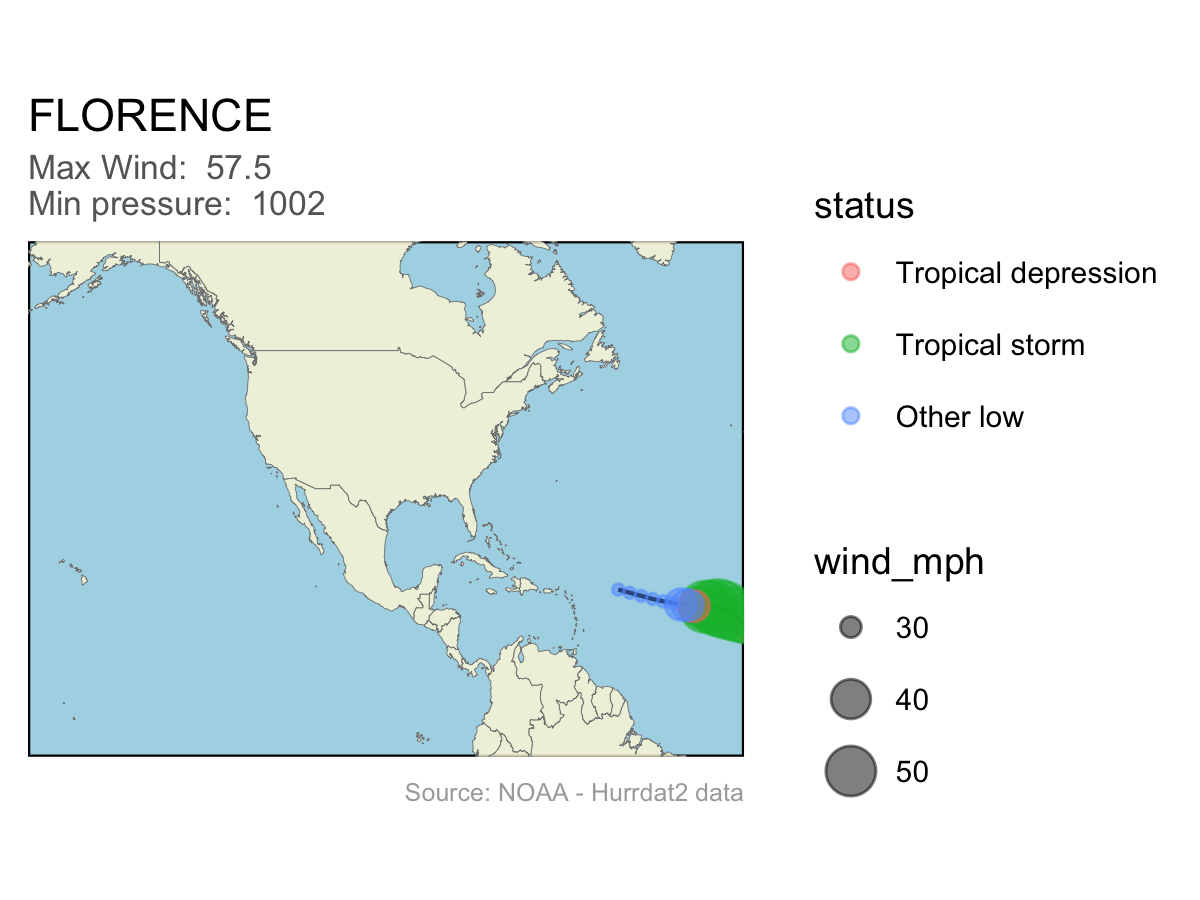 FLORENCE
Max Wind:  57.5
Min pressure:  1002
status
Tropical depression
Tropical storm
Other low
wind_mph
30
40
50
Source: NOAA - Hurrdat2 data